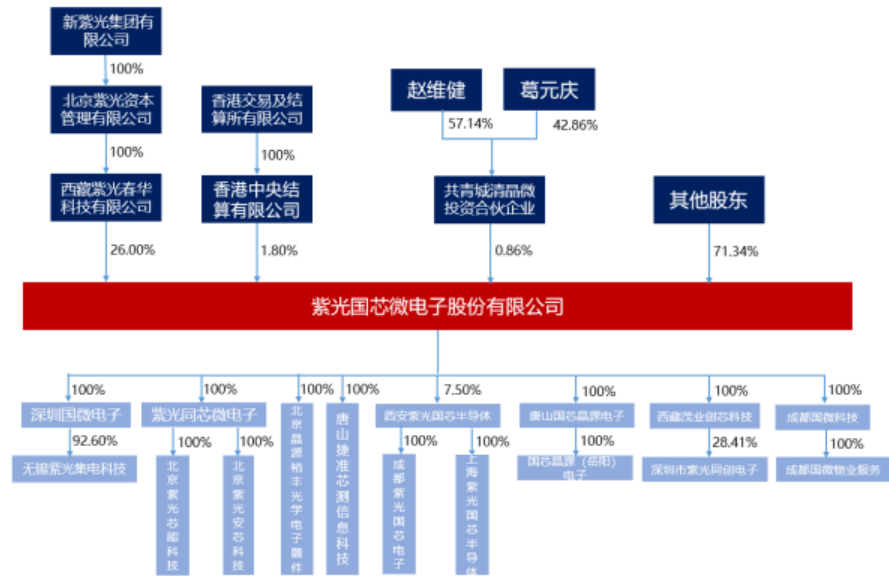 新紫光集团有
限公司
100%
北京紫光资本
管理有限公司
香港交易及结
算所有限公司
赵维健
葛元庆
57.14%
42.86%
100%
100%
西藏紫光春华
科技有限公司
香港中央结
算有限公司
共青城清晶微
投资合伙企业
其他股东
26.00%
1.80%
0.86%
71.34%
紫光国芯微电子股份有限公司
100%
100%
100%
100%
7.50%
100%
100%
100%
深圳国微电子
紫光同芯微电子
北京晶源裕丰光学电子器件
唐山捷准芯测信息科技
西安紫光国芯半导体
唐山国芯晶源电子
西藏茂业创芯科技
成都国微科技
92.60%
100%
100%
100%
100%
100%
28.41%
100%
无锡紫光集电科技
北京紫光芯能科技
北京紫光安芯科技
成都紫光国芯电子
上海紫光国芯半导体
国芯晶源（岳阳）
电子
深圳市紫光同创电子
成都国微物业服务